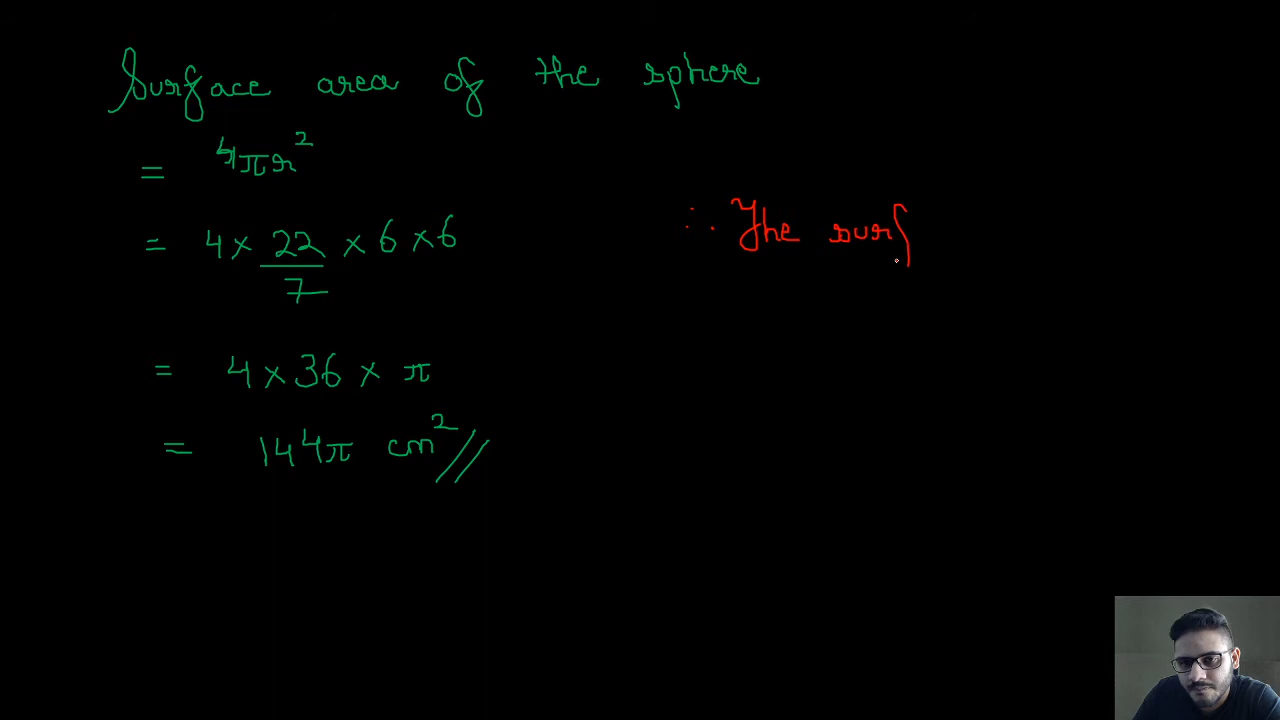 Surface area of the sphere
= 4πr²
= 4 × 22/7 × 6 × 6
∴ The surf
= 4 × 36 × π
= 144π cm² //